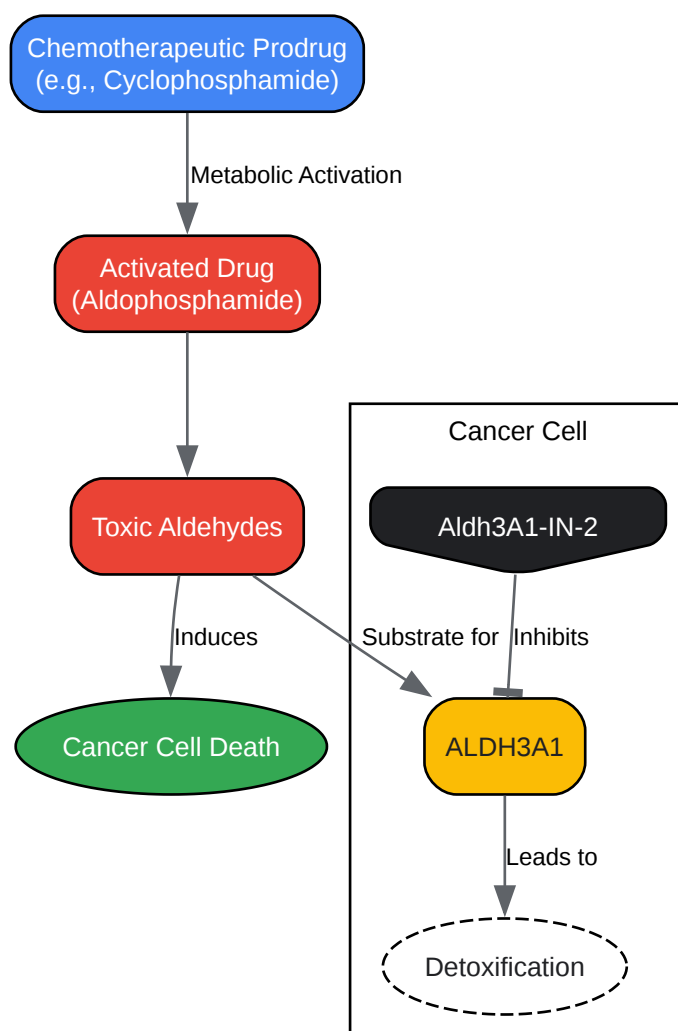 Chemotherapeutic Prodrug
(e.g., Cyclophosphamide)
Metabolic Activation
Activated Drug
(Aldophosphamide)
Cancer Cell
Toxic Aldehydes
Aldh3A1-IN-2
Induces
Substrate for
Inhibits
Cancer Cell Death
ALDH3A1
Leads to
Detoxification